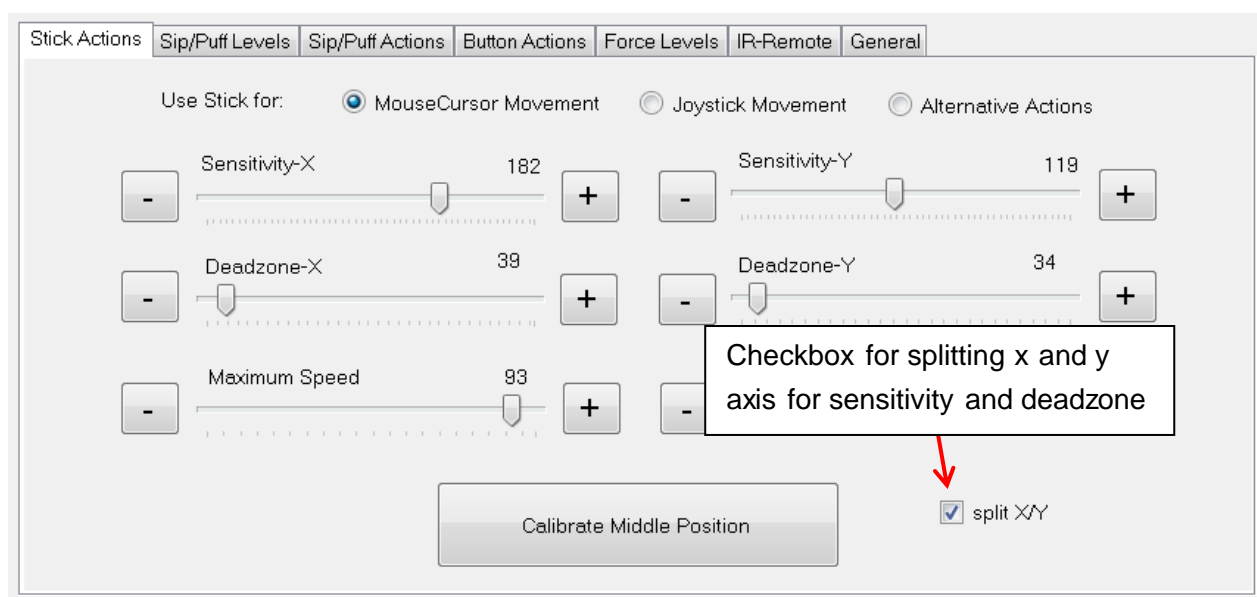 Stick Actions Sip/Puff Levels Sip/Puff Actions Button Actions Force Levels IR-Remote General
Use Stick for: MouseCursor Movement Joystick Movement Alternative Actions
Sensitivity-X 182 Sensitivity-Y 119
- + - +
Deadzone-X 39 Deadzone-Y 34
- + - +
Maximum Speed 93
- + -
Checkbox for splitting x and y
axis for sensitivity and deadzone
Calibrate Middle Position
split X/Y